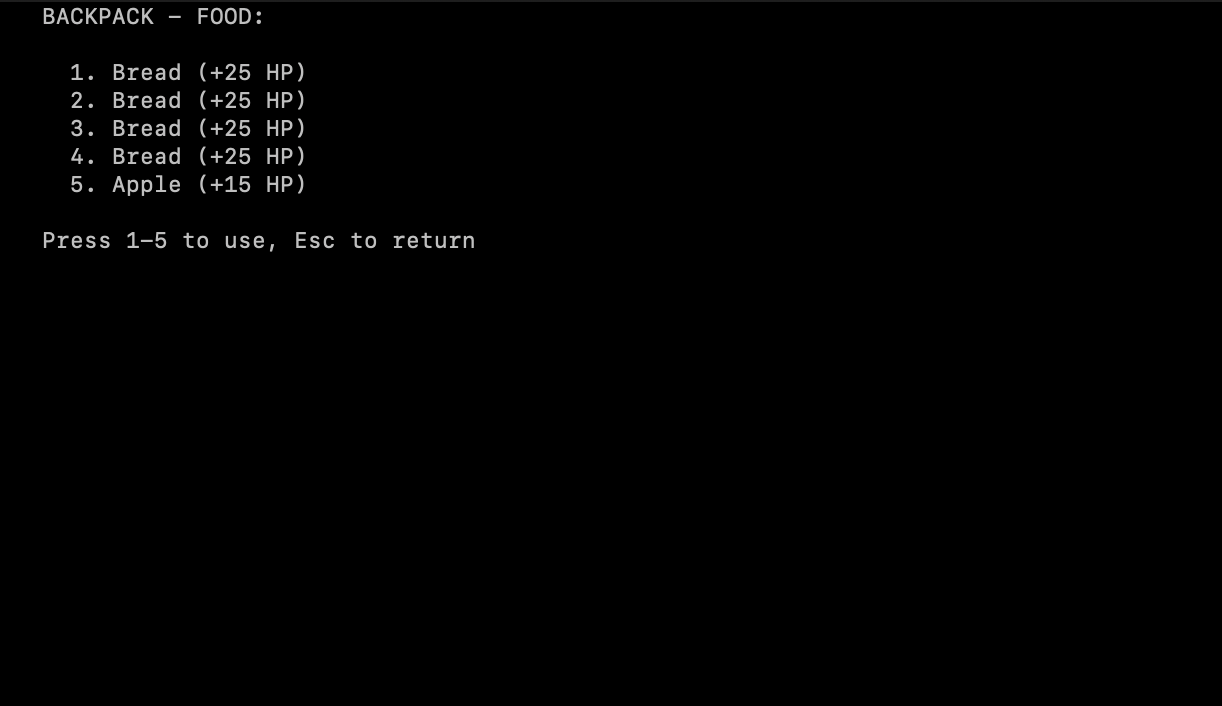 BACKPACK – FOOD:
1. Bread (+25 HP)
2. Bread (+25 HP)
3. Bread (+25 HP)
4. Bread (+25 HP)
5. Apple (+15 HP)
Press 1–5 to use, Esc to return